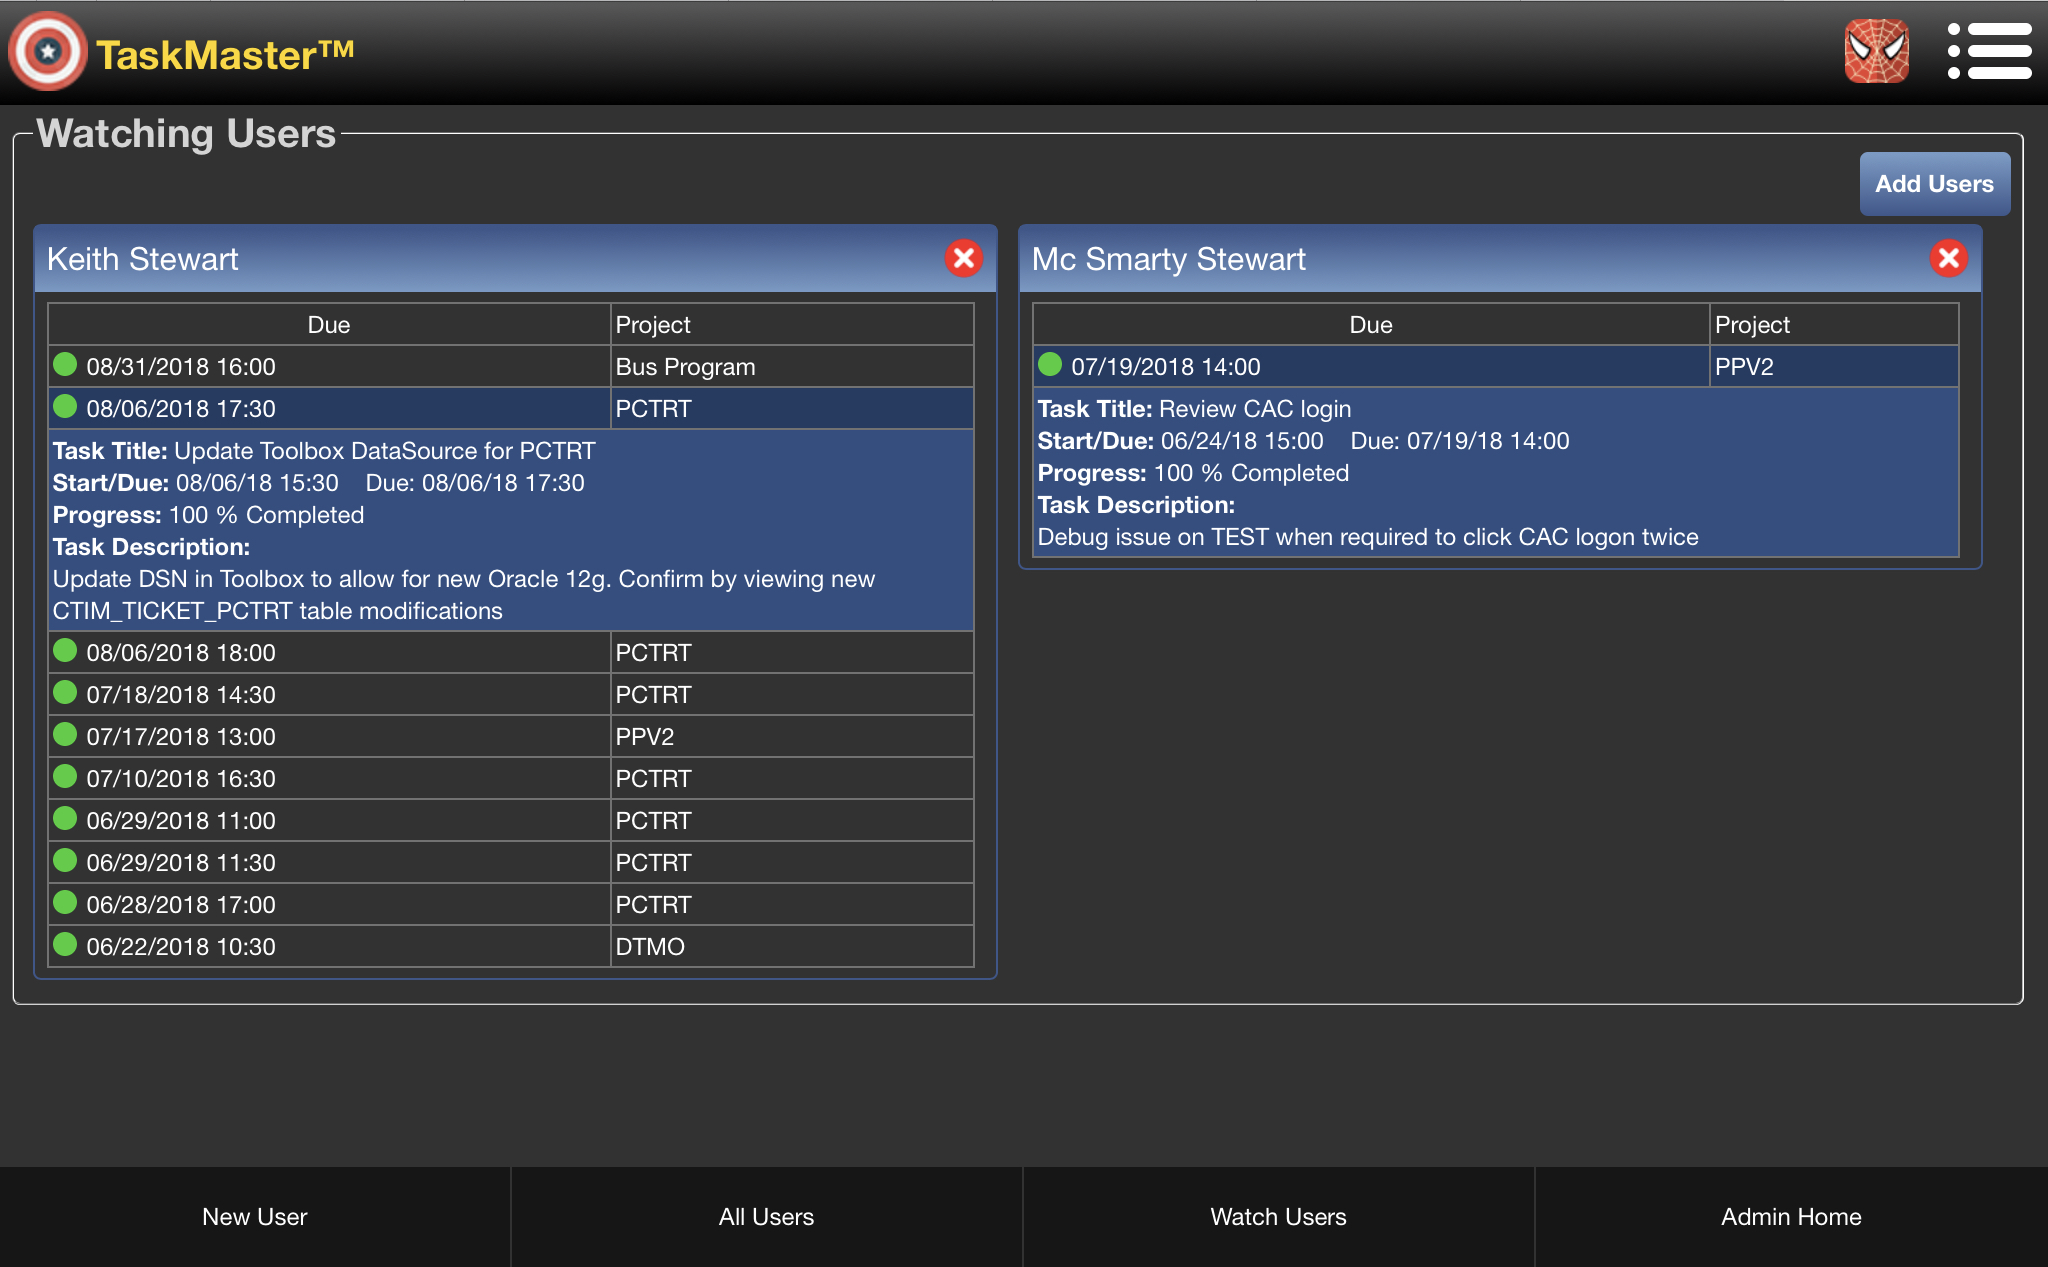 TaskMaster™
Watching Users
Add Users
Keith Stewart
Due Project
08/31/2018 16:00 Bus Program
08/06/2018 17:30 PCTRT
Task Title: Update Toolbox DataSource for PCTRT
Start/Due: 08/06/18 15:30 Due: 08/06/18 17:30
Progress: 100 % Completed
Task Description:
Update DSN in Toolbox to allow for new Oracle 12g. Confirm by viewing new
CTIM_TICKET_PCTRT table modifications
08/06/2018 18:00 PCTRT
07/18/2018 14:30 PCTRT
07/17/2018 13:00 PPV2
07/10/2018 16:30 PCTRT
06/29/2018 11:00 PCTRT
06/29/2018 11:30 PCTRT
06/28/2018 17:00 PCTRT
06/22/2018 10:30 DTMO
Mc Smarty Stewart
Due Project
07/19/2018 14:00 PPV2
Task Title: Review CAC login
Start/Due: 06/24/18 15:00 Due: 07/19/18 14:00
Progress: 100 % Completed
Task Description:
Debug issue on TEST when required to click CAC logon twice
New User
All Users
Watch Users
Admin Home